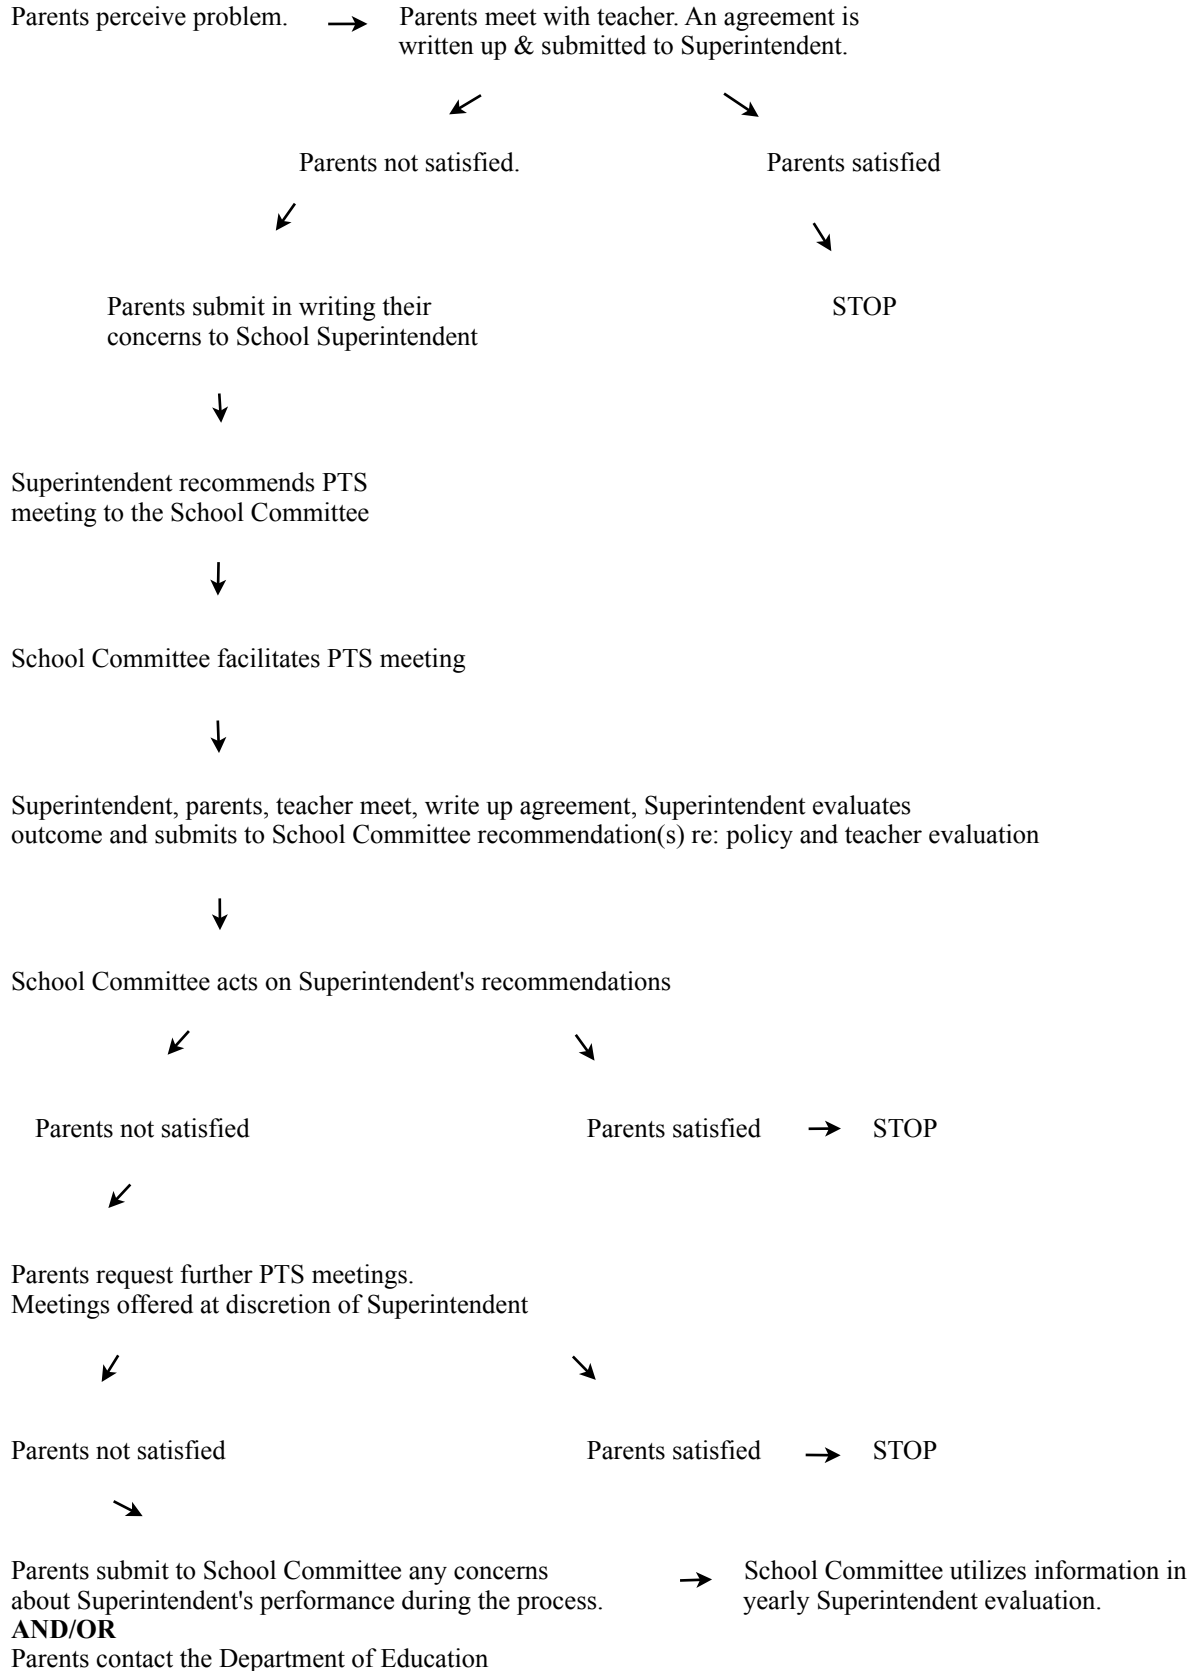 Parents perceive problem.
Parents meet with teacher. An agreement is
written up & submitted to Superintendent.
Parents not satisfied.
Parents satisfied
Parents submit in writing their
concerns to School Superintendent
STOP
Superintendent recommends PTS
meeting to the School Committee
School Committee facilitates PTS meeting
Superintendent, parents, teacher meet, write up agreement, Superintendent evaluates
outcome and submits to School Committee recommendation(s) re: policy and teacher evaluation
School Committee acts on Superintendent's recommendations
Parents not satisfied
Parents satisfied
STOP
Parents request further PTS meetings.
Meetings offered at discretion of Superintendent
Parents not satisfied
Parents satisfied
STOP
Parents submit to School Committee any concerns
about Superintendent's performance during the process.
AND/OR
Parents contact the Department of Education
School Committee utilizes information in
yearly Superintendent evaluation.